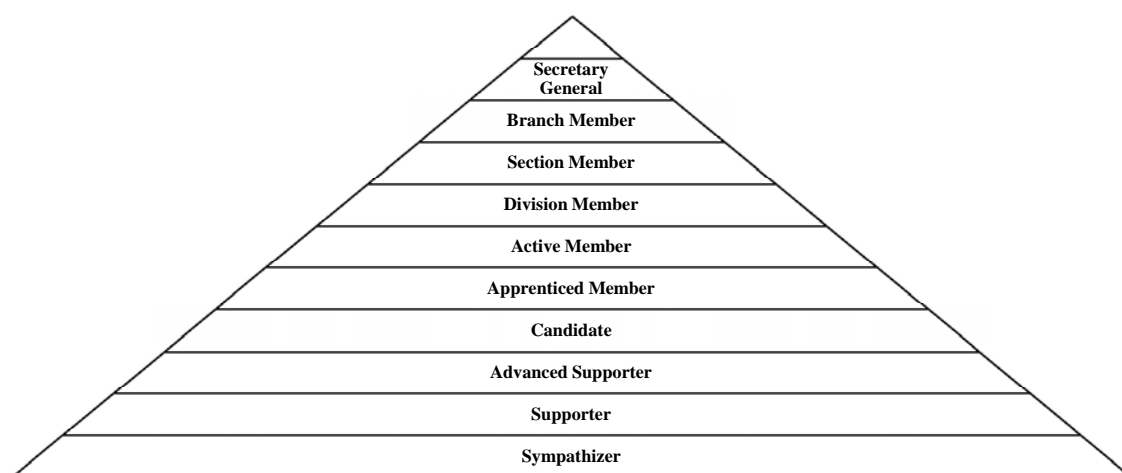 Secretary
General
Branch Member
Section Member
Division Member
Active Member
Apprenticed Member
Candidate
Advanced Supporter
Supporter
Sympathizer